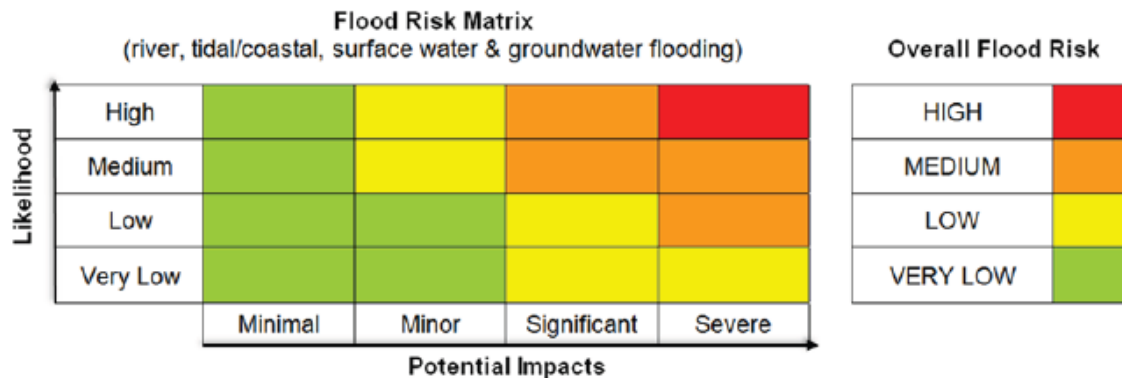 Flood Risk Matrix
(river, tidal/coastal, surface water & groundwater flooding)
Overall Flood Risk
Likelihood
High
Medium
Low
Very Low
Minimal
Minor
Significant
Severe
Potential Impacts
HIGH
MEDIUM
LOW
VERY LOW